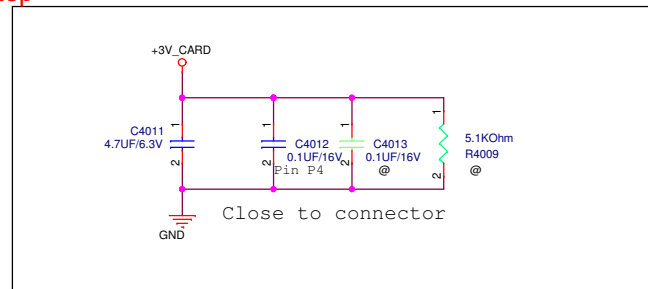 +3V_CARD
1
1
1
1
C4011
4.7UF/6.3V
C4012
0.1UF/16V
C4013
0.1UF/16V
5.1KOhm
R4009
2
2
2
2
Pin P4
@
@
Close to connector
GND